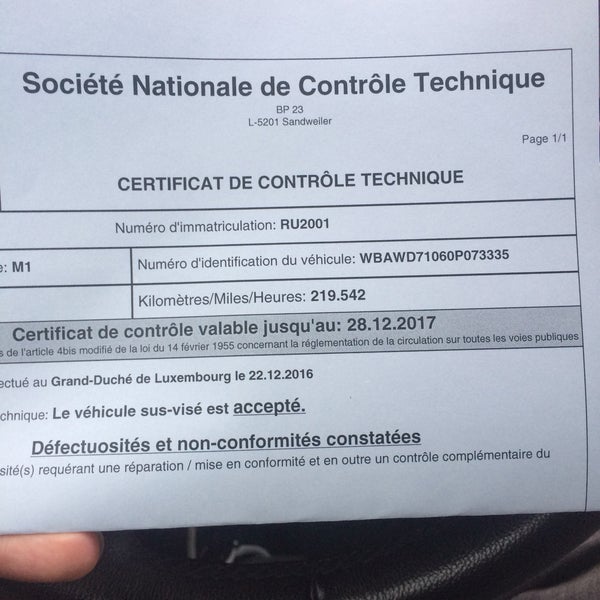 Société Nationale de Contrôle Technique
BP 23
L-5201 Sandweiler
Page 1/1
CERTIFICAT DE CONTRÔLE TECHNIQUE
Numéro d'immatriculation: RU2001
e: M1
Numéro d'identification du véhicule: WBAWD71060P073335
Kilomètres/Miles/Heures: 219.542
Certificat de contrôle valable jusqu'au: 28.12.2017
s de l'article 4bis modifié de la loi du 14 février 1955 concernant la réglementation de la circulation sur toutes les voies publiques
ectué au Grand-Duché de Luxembourg le 22.12.2016
chnique: Le véhicule sus-visé est accepté.
Défectuosités et non-conformités constatées
sité(s) requérant une réparation / mise en conformité et en outre un contrôle complémentaire du